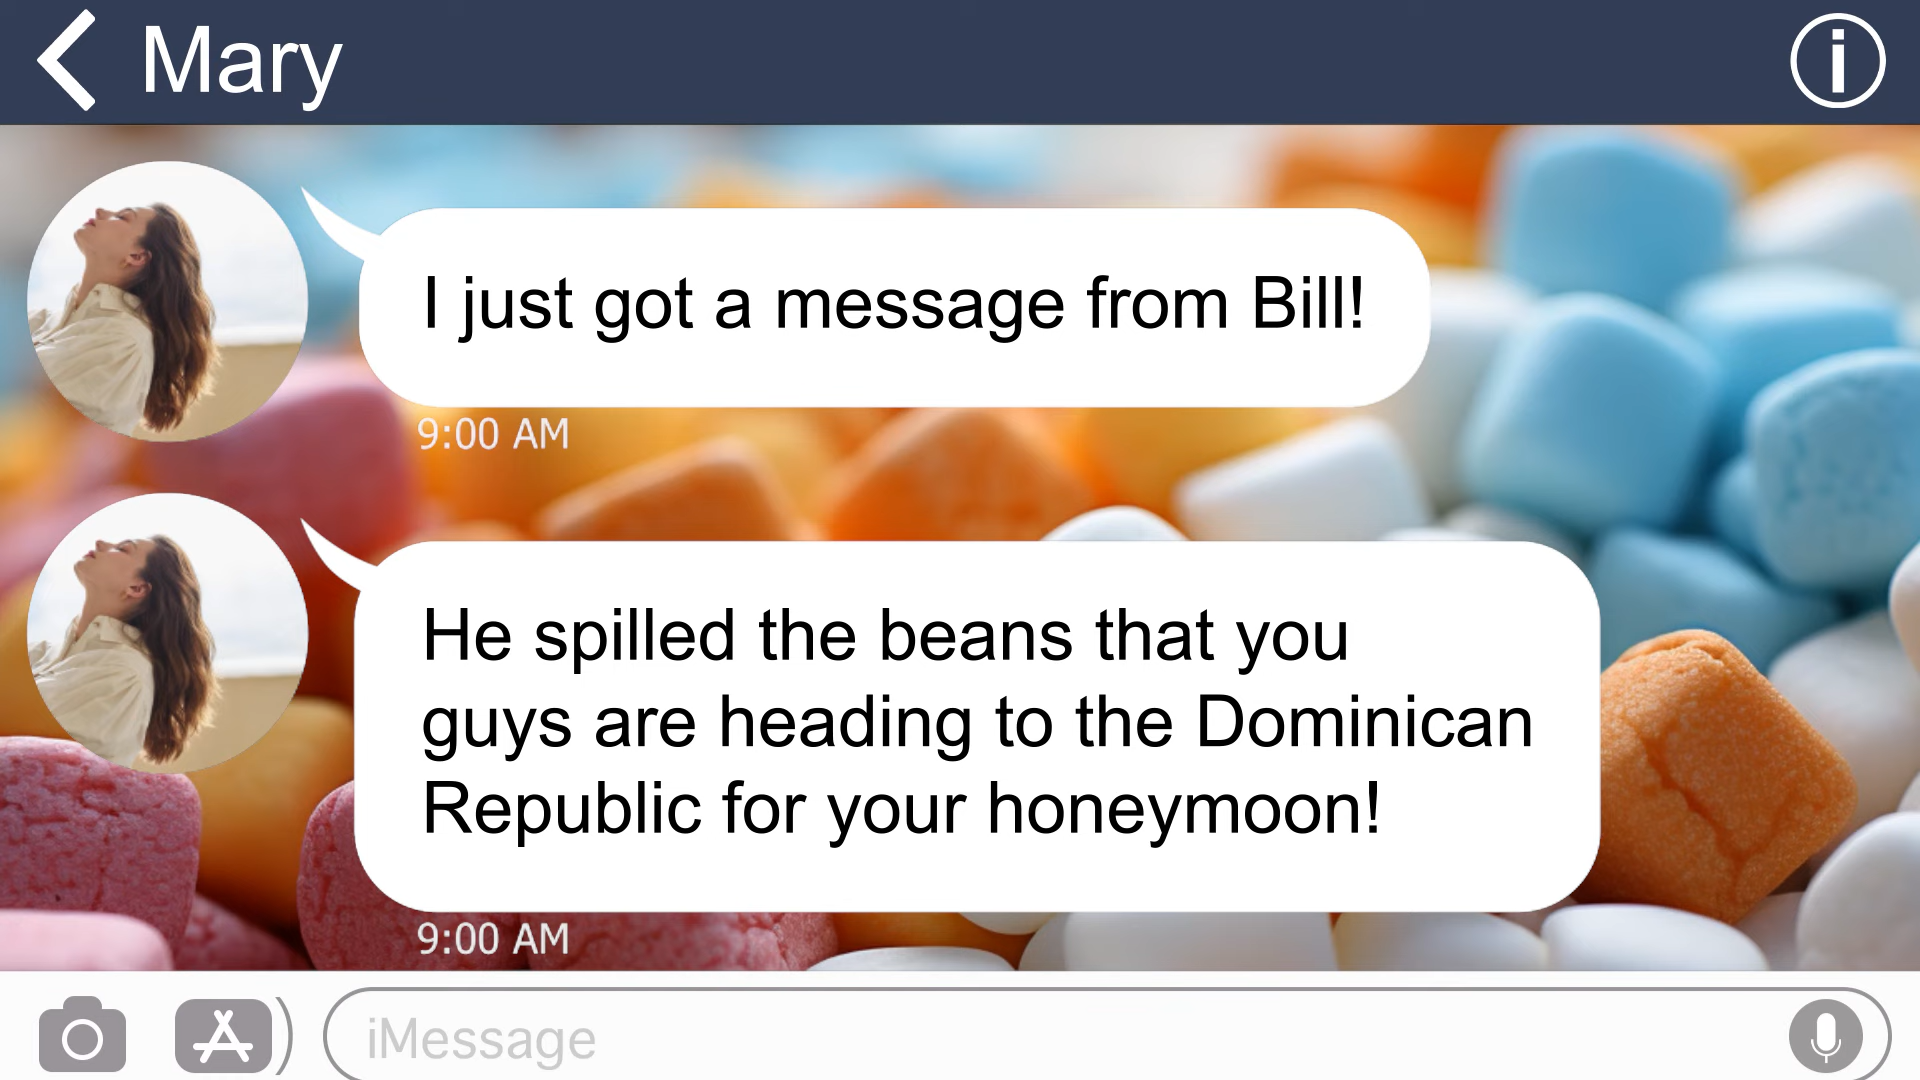 Mary
I just got a message from Bill!
9:00 AM
He spilled the beans that you
guys are heading to the Dominican
Republic for your honeymoon!
9:00 AM
iMessage